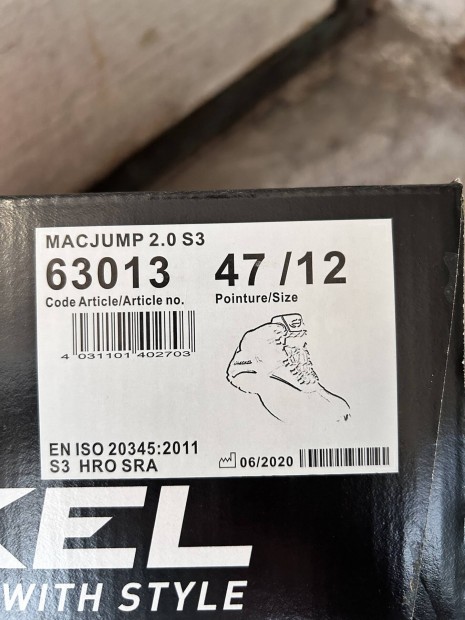 MACJUMP 2.0 S3
63013 47 /12
Code Article/Article no. Pointure/Size
4 031101 402703
EN ISO 20345:2011
S3 HRO SRA 06/2020
KEL
WITH STYLE